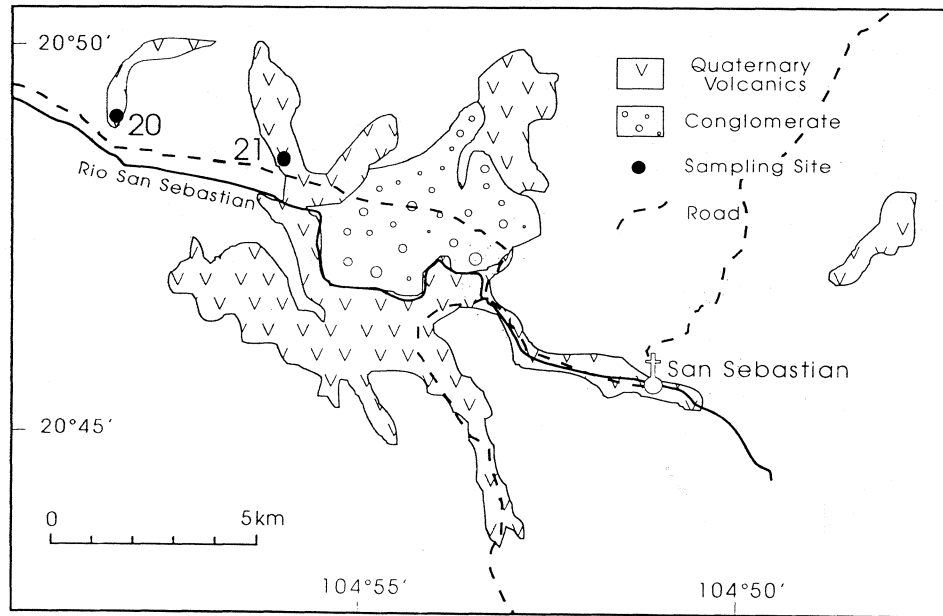 20°50′
20
21
Rio San Sebastian
Quaternary
Volcanics
Conglomerate
Sampling Site
Road
San Sebastian
20°45′
0 5km
104°55′
104°50′